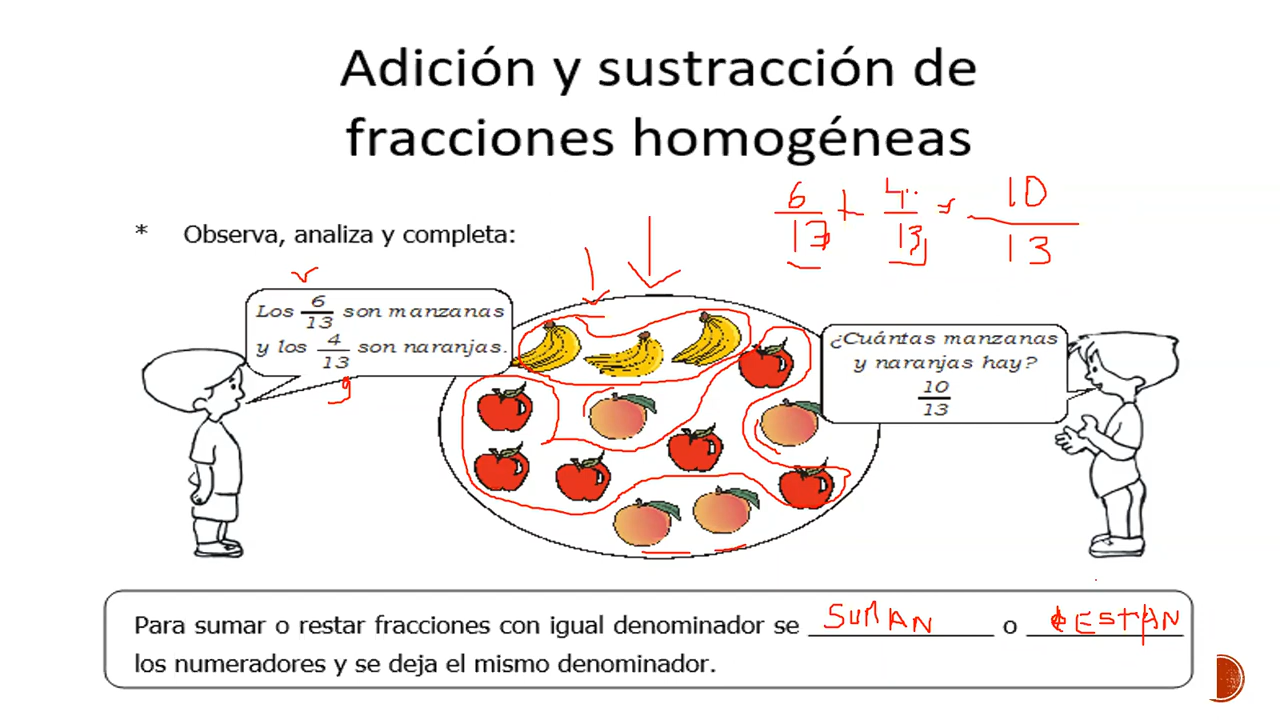 Adición y sustracción de
fracciones homogéneas
6/13 + 4/13 = 10/13
* Observa, analiza y completa:
Los 6/13 son manzanas
y los 4/13 son naranjas.
¿Cuántas manzanas
y naranjas hay?
10/13
Para sumar o restar fracciones con igual denominador se SUMAN o RESTAN
los numeradores y se deja el mismo denominador.